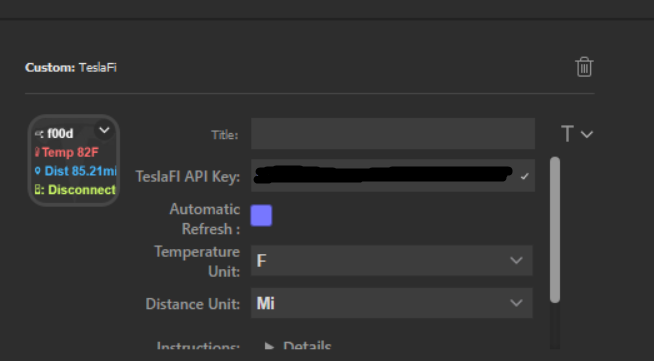 Custom: TeslaFi
: f00d
Temp 82F
Dist 85.21mi
: Disconnect
Title:
T
TeslaFI API Key:
Automatic
Refresh :
Temperature
Unit:
F
Distance Unit:
Mi
Instructions:
Details